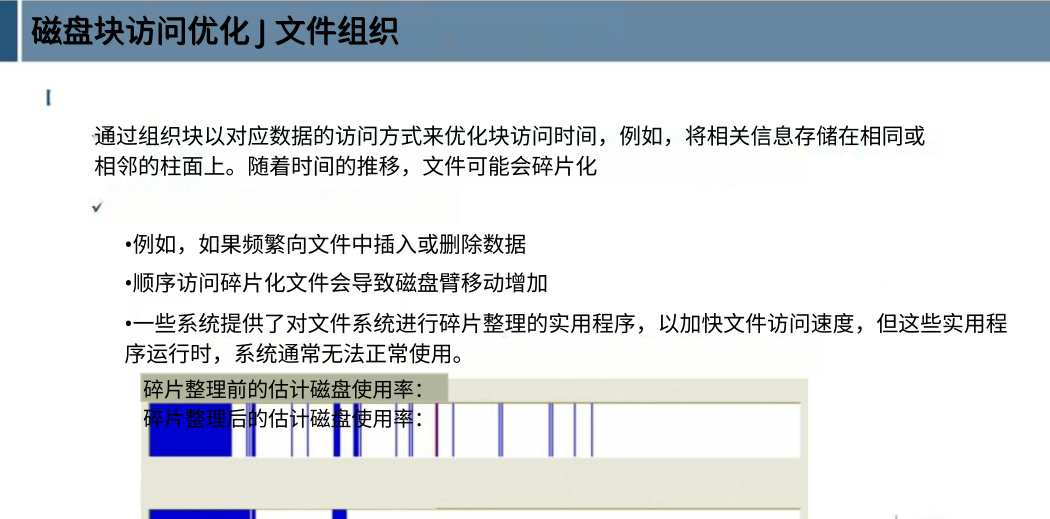 磁盘块访问优化 J 文件组织
[
通过组织块以对应数据的访问方式来优化块访问时间，例如，将相关信息存储在相同或
相邻的柱面上。随着时间的推移，文件可能会碎片化
•例如，如果频繁向文件中插入或删除数据
•顺序访问碎片化文件会导致磁盘臂移动增加
•一些系统提供了对文件系统进行碎片整理的实用程序，以加快文件访问速度，但这些实用程
序运行时，系统通常无法正常使用。
碎片整理前的估计磁盘使用率：
碎片整理后的估计磁盘使用率：